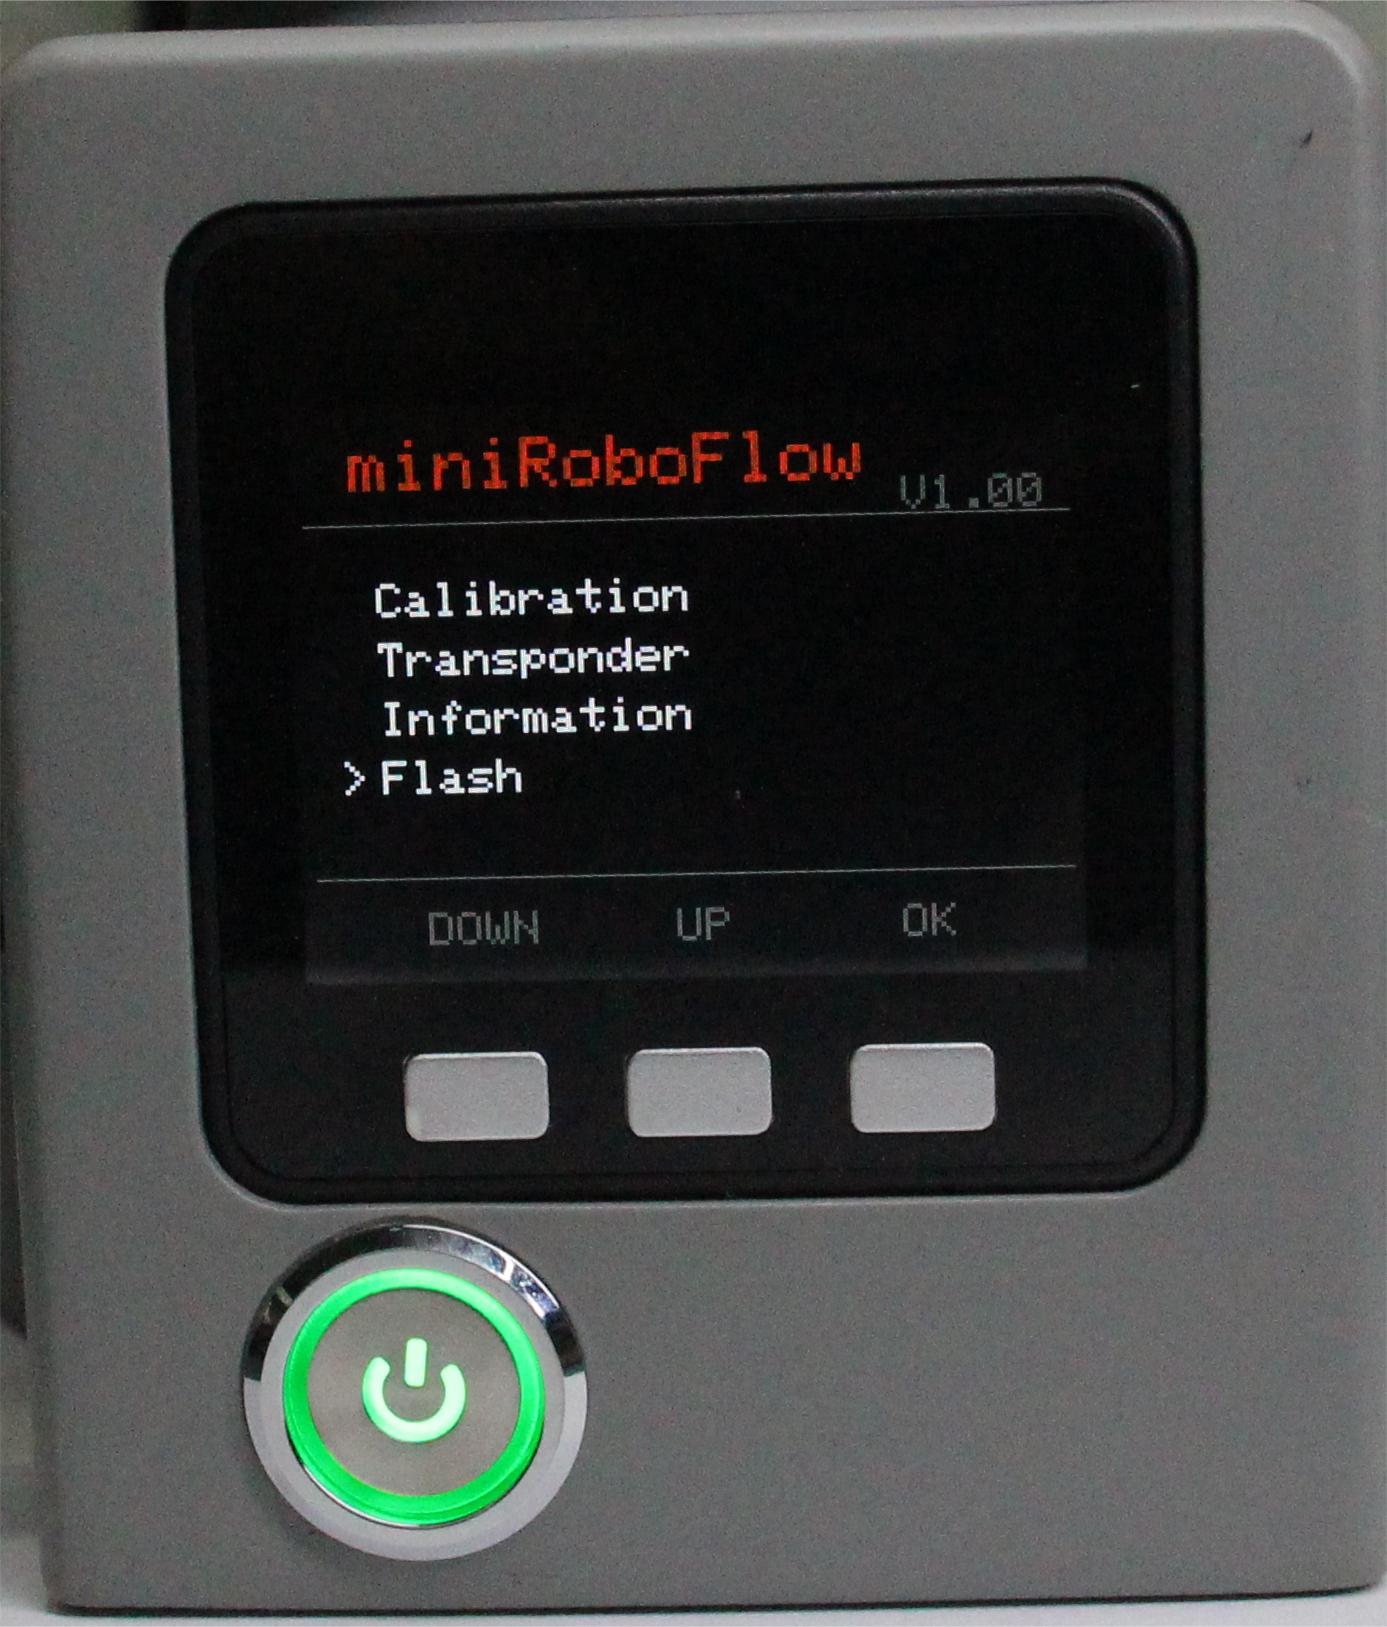 miniRoboFlow V1.00
Calibration
Transponder
Information
>Flash
DOWN UP OK